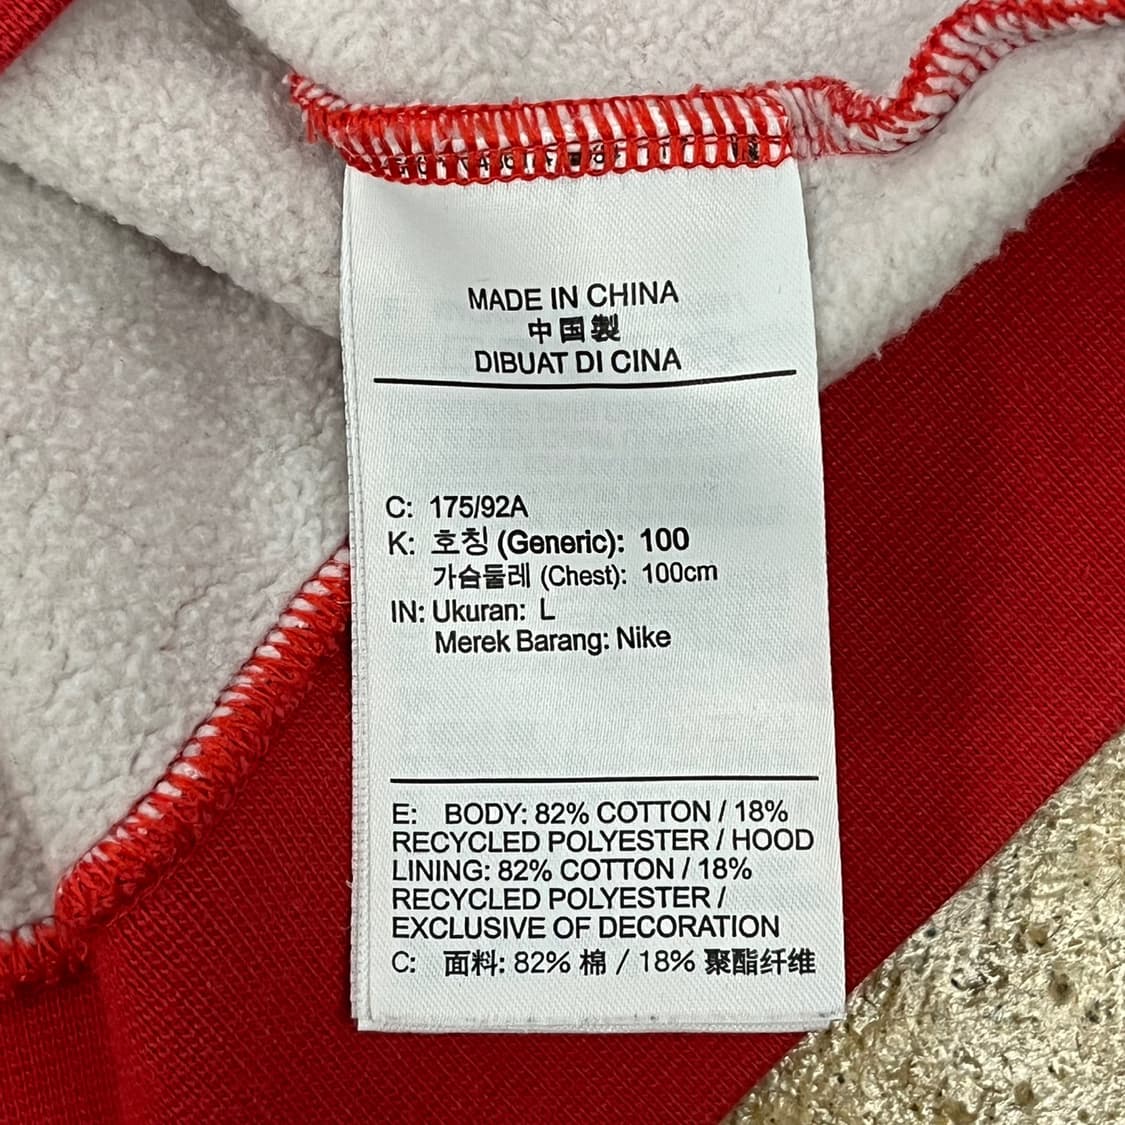 MADE IN CHINA
中国製
DIBUAT DI CINA
C: 175/92A
K: 호칭 (Generic): 100
가슴둘레 (Chest): 100cm
IN: Ukuran: L
Merek Barang: Nike
E: BODY: 82% COTTON / 18%
RECYCLED POLYESTER / HOOD
LINING: 82% COTTON / 18%
RECYCLED POLYESTER /
EXCLUSIVE OF DECORATION
C: 面料: 82% 棉 / 18% 聚酯纤维